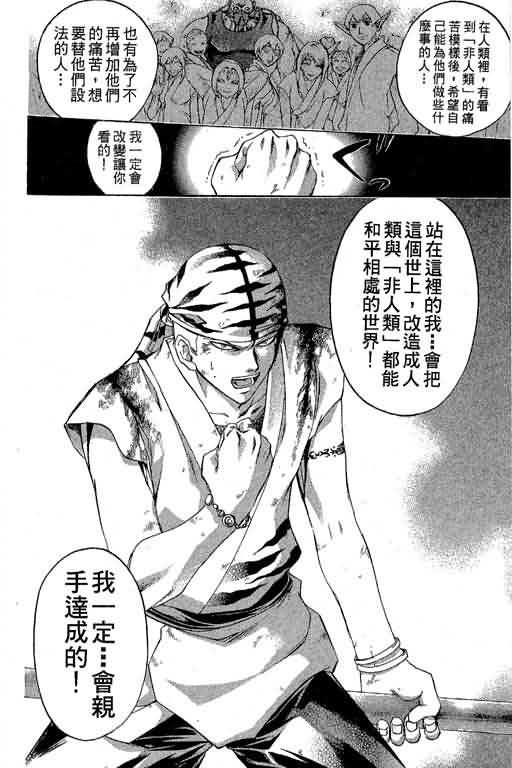 在人類裡，有看
到「非人類」的痛
苦模樣後，希望自
己能為他們做些什
麼事的人…
也有為了不
再增加他們
的痛苦，想
要替他們設
法的人…
我一定會
改變讓你
看的！
站在這裡的我…會把
這個世上，改造成人
類與「非人類」都能
和平相處的世界！
我一定…會親
手達成的！